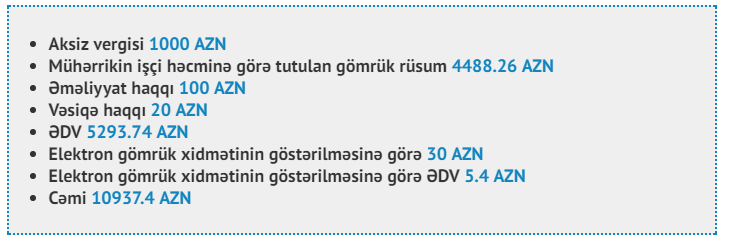 Aksiz vergisi 1000 AZN
Mühərrikin işçi həcminə görə tutulan gömrük rüsum 4488.26 AZN
Əməliyyat haqqı 100 AZN
Vəsiqə haqqı 20 AZN
ƏDV 5293.74 AZN
Elektron gömrük xidmətinin göstərilməsinə görə 30 AZN
Elektron gömrük xidmətinin göstərilməsinə görə ƏDV 5.4 AZN
Cəmi 10937.4 AZN